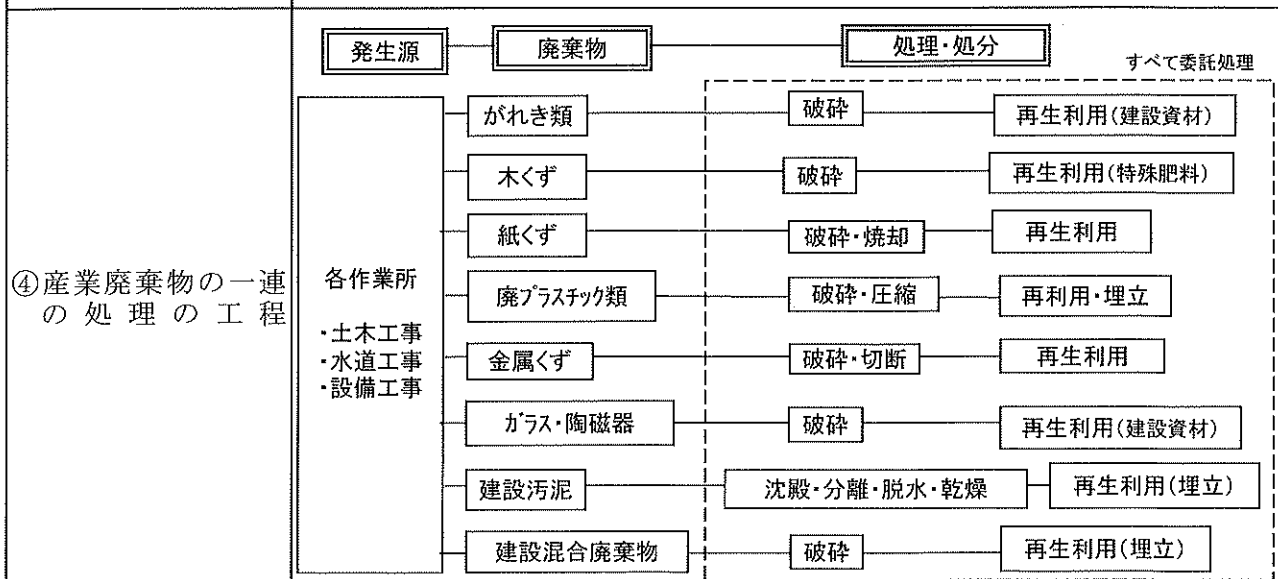 発生源
廃棄物
処理・処分
すべて委託処理
④産業廃棄物の一連
の処理の工程
各作業所
・土木工事
・水道工事
・設備工事
がれき類
破砕
再生利用(建設資材)
木くず
破砕
再生利用(特殊肥料)
紙くず
破砕・焼却
再生利用
廃プラスチック類
破砕・圧縮
再利用・埋立
金属くず
破砕・切断
再生利用
ガラス・陶磁器
破砕
再生利用(建設資材)
建設汚泥
沈殿・分離・脱水・乾燥
再生利用(埋立)
建設混合廃棄物
破砕
再生利用(埋立)